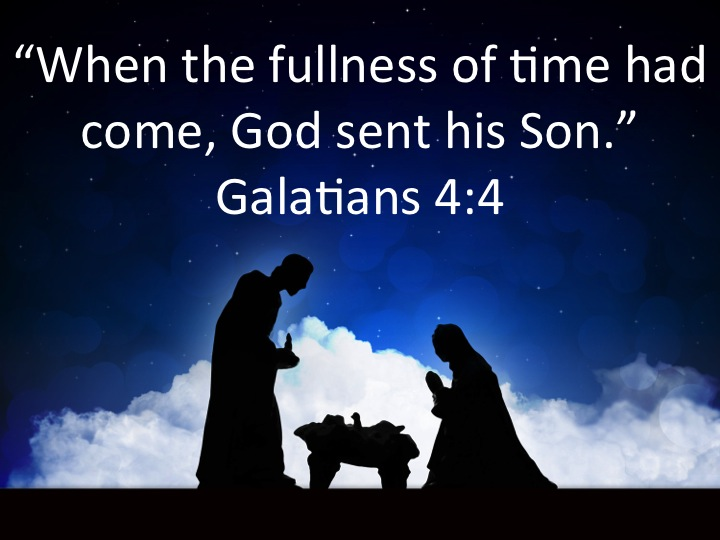 “When the fullness of time had
come, God sent his Son.”
Galatians 4:4